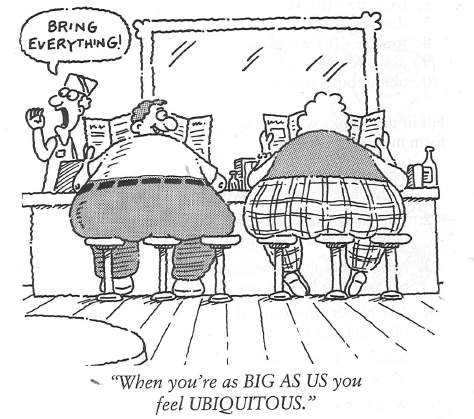 BRING
EVERYTHING!
"When you're as BIG AS US you
feel UBIQUITOUS."